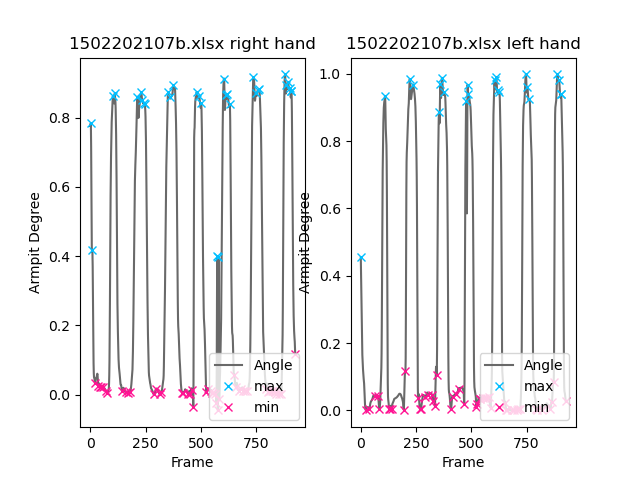 1502202107b.xlsx right hand
Armpit Degree
0.8
0.6
0.4
0.2
0.0
0
250
500
750
Frame
Angle
max
min
1502202107b.xlsx left hand
Armpit Degree
1.0
0.8
0.6
0.4
0.2
0.0
0
250
500
750
Frame
Angle
max
min